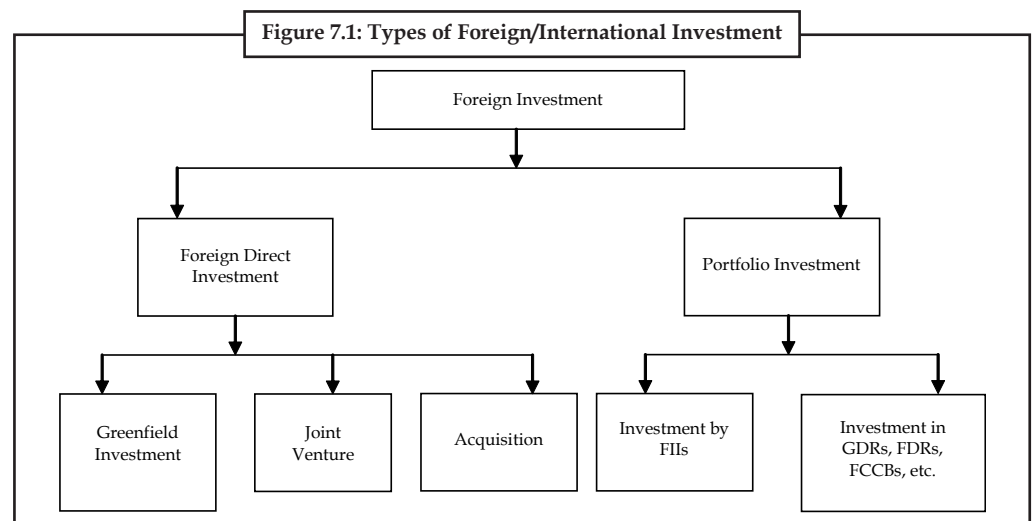 Figure 7.1: Types of Foreign/International Investment
Foreign Investment
Foreign Direct
Investment
Portfolio Investment
Greenfield
Investment
Joint
Venture
Acquisition
Investment by
FIIs
Investment in
GDRs, FDRs,
FCCBs, etc.